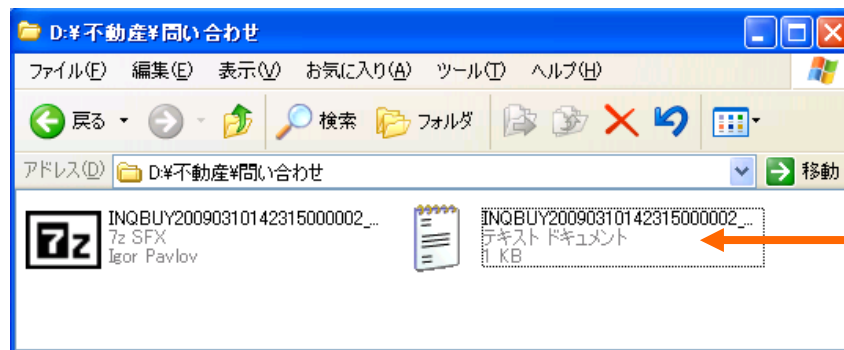 D:¥不動産¥問い合わせ
ファイル(F) 編集(E) 表示(V) お気に入り(A) ツール(T) ヘルプ(H)
戻る 検索 フォルダ
アドレス(D) D:¥不動産¥問い合わせ 移動
INQBUY20090310142315000002_...
7z SFX
Igor Pavlov
7z
INQBUY20090310142315000002_...
テキスト ドキュメント
1 KB